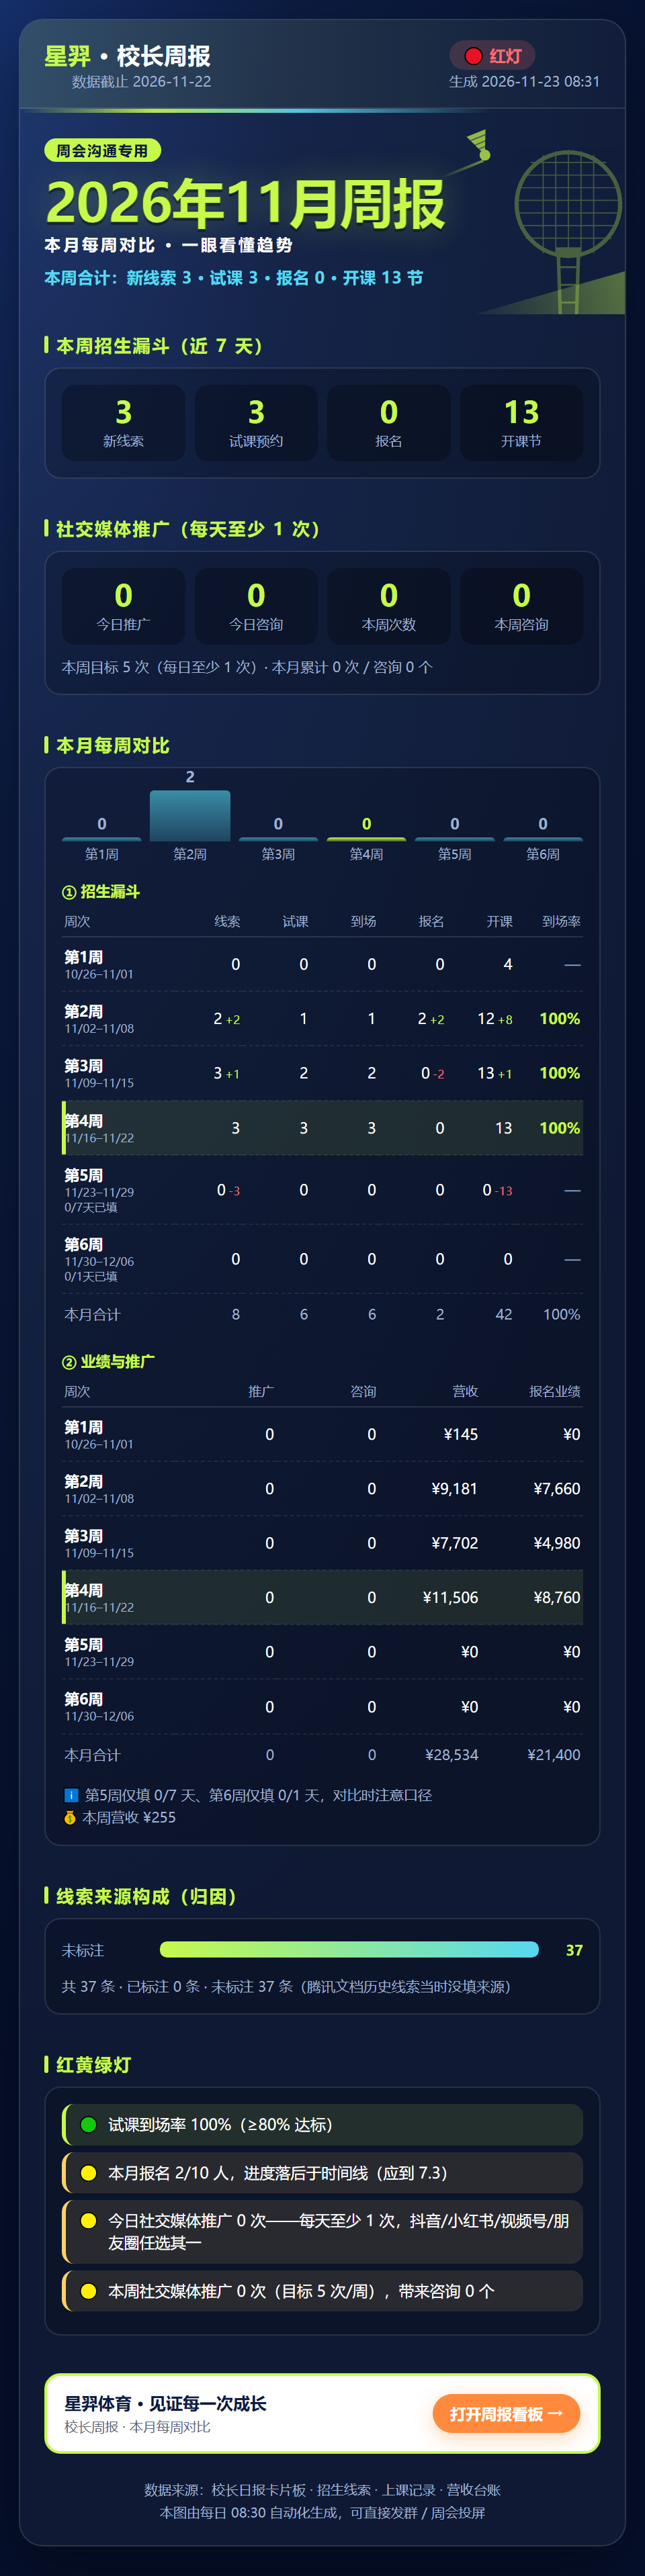 星羿 · 校长周报
数据截止 2026-11-22
红灯
生成 2026-11-23 08:31
周会沟通专用
2026年11月周报
本月每周对比 · 一眼看懂趋势
本周合计：新线索 3 · 试课 3 · 报名 0 · 开课 13 节
本周招生漏斗（近 7 天）
3 3 0 13
新线索 试课预约 报名 开课节
社交媒体推广（每天至少 1 次）
0 0 0 0
今日推广 今日咨询 本周次数 本周咨询
本周目标 5 次（每日至少 1 次）· 本月累计 0 次 / 咨询 0 个
本月每周对比
0 2 0 0 0 0
第1周 第2周 第3周 第4周 第5周 第6周
① 招生漏斗
周次 线索 试课 到场 报名 开课 到场率
第1周
10/26–11/01
0 0 0 0 4 —
第2周
11/02–11/08
2 +2 1 1 2 +2 12 +8 100%
第3周
11/09–11/15
3 +1 2 2 0 -2 13 +1 100%
第4周
11/16–11/22
3 3 3 0 13 100%
第5周
11/23–11/29
0/7天已填
0 -3 0 0 0 0 -13 —
第6周
11/30–12/06
0/1天已填
0 0 0 0 0 —
本月合计 8 6 6 2 42 100%
② 业绩与推广
周次 推广 咨询 营收 报名业绩
第1周
10/26–11/01
0 0 ¥145 ¥0
第2周
11/02–11/08
0 0 ¥9,181 ¥7,660
第3周
11/09–11/15
0 0 ¥7,702 ¥4,980
第4周
11/16–11/22
0 0 ¥11,506 ¥8,760
第5周
11/23–11/29
0 0 ¥0 ¥0
第6周
11/30–12/06
0 0 ¥0 ¥0
本月合计 0 0 ¥28,534 ¥21,400
ℹ️ 第5周仅填 0/7 天、第6周仅填 0/1 天，对比时注意口径
💰 本周营收 ¥255
线索来源构成（归因）
未标注 37
共 37 条 · 已标注 0 条 · 未标注 37 条（腾讯文档历史线索当时没填来源）
红黄绿灯
试课到场率 100%（≥80% 达标）
本月报名 2/10 人，进度落后于时间线（应到 7.3）
今日社交媒体推广 0 次——每天至少 1 次，抖音/小红书/视频号/朋
友圈任选其一
本周社交媒体推广 0 次（目标 5 次/周），带来咨询 0 个
星羿体育 · 见证每一次成长
校长周报 · 本月每周对比
打开周报看板 →
数据来源：校长日报卡片板 · 招生线索 · 上课记录 · 营收台账
本图由每日 08:30 自动化生成，可直接发群 / 周会投屏